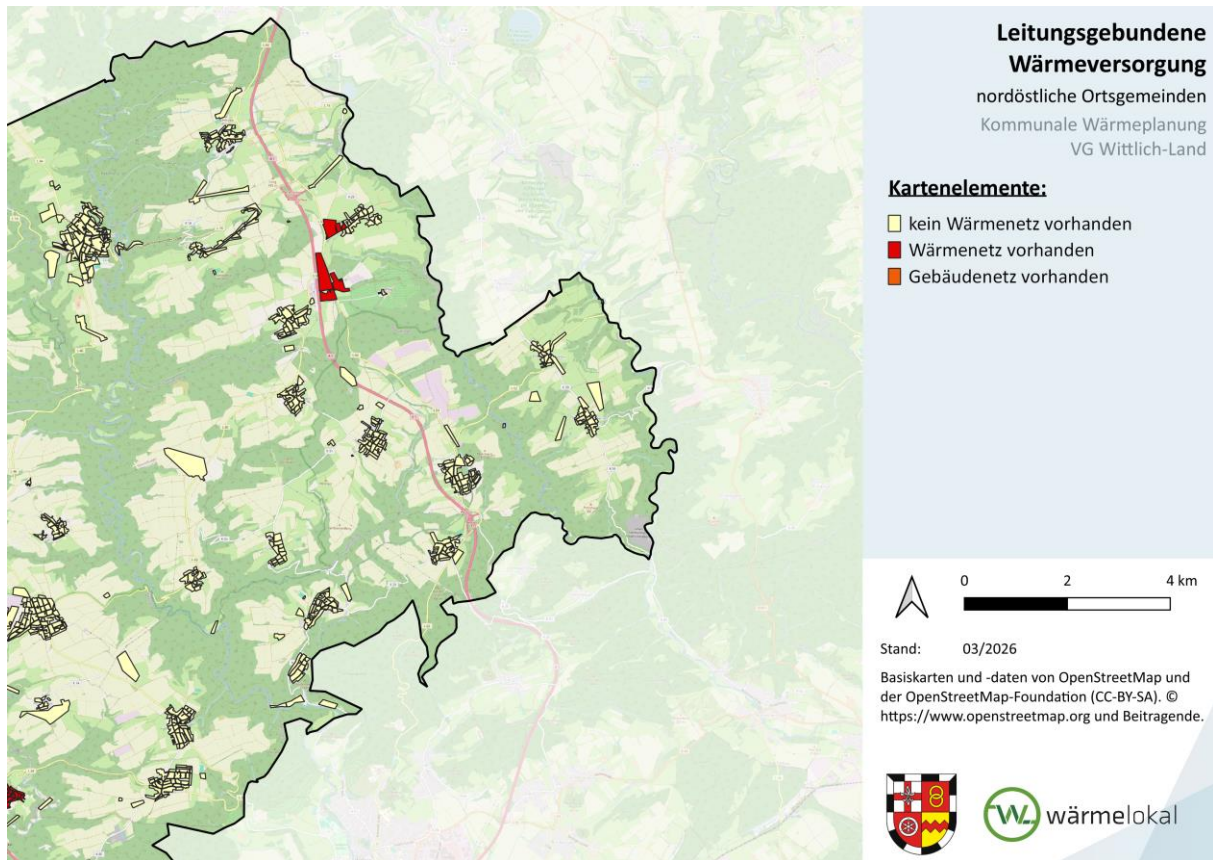 Leitungsgebundene
Wärmeversorgung
nordöstliche Ortsgemeinden
Kommunale Wärmeplanung
VG Wittlich-Land
Kartenelemente:
kein Wärmenetz vorhanden
Wärmenetz vorhanden
Gebäudenetz vorhanden
0 2 4 km
Stand: 03/2026
Basiskarten und -daten von OpenStreetMap und
der OpenStreetMap-Foundation (CC-BY-SA). ©
https://www.openstreetmap.org und Beitragende.
WL wärmelokal